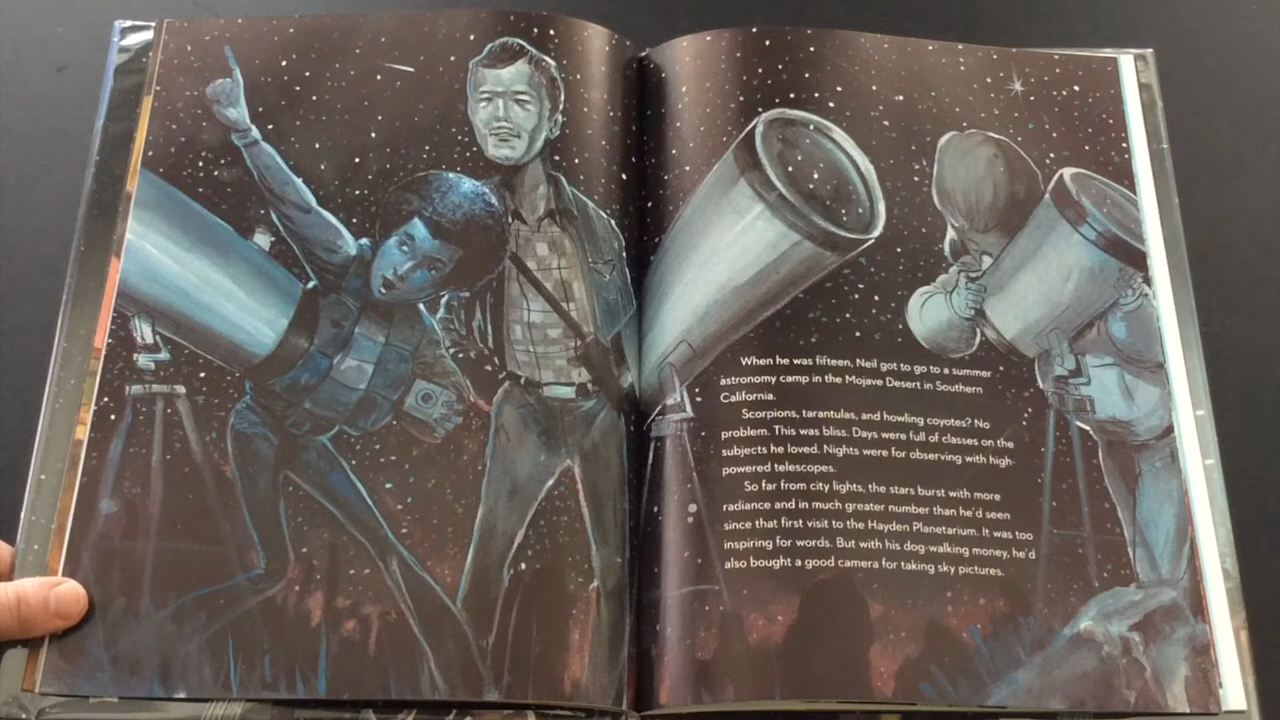 When he was fifteen, Neil got to go to a summer
astronomy camp in the Mojave Desert in Southern
California.
Scorpions, tarantulas, and howling coyotes? No
problem. This was bliss. Days were full of classes on the
subjects he loved. Nights were for observing with high-
powered telescopes.
So far from city lights, the stars burst with more
radiance and in much greater number than he'd seen
since that first visit to the Hayden Planetarium. It was too
inspiring for words. But with his dog-walking money, he'd
also bought a good camera for taking sky pictures.